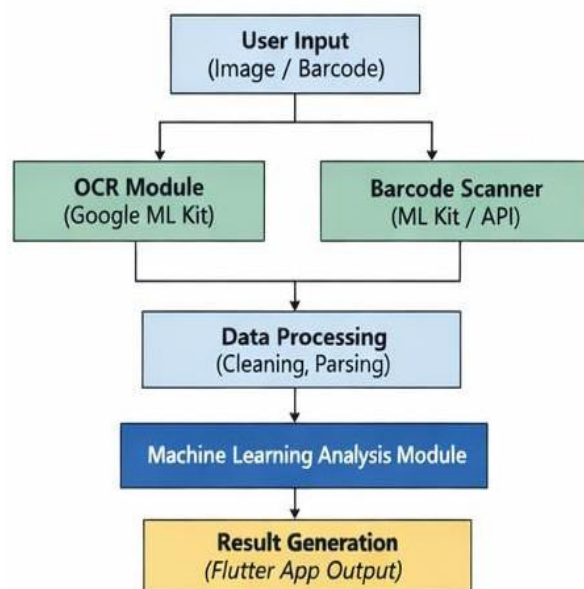 User Input
(Image / Barcode)
OCR Module
(Google ML Kit)
Barcode Scanner
(ML Kit / API)
Data Processing
(Cleaning, Parsing)
Machine Learning Analysis Module
Result Generation
(Flutter App Output)